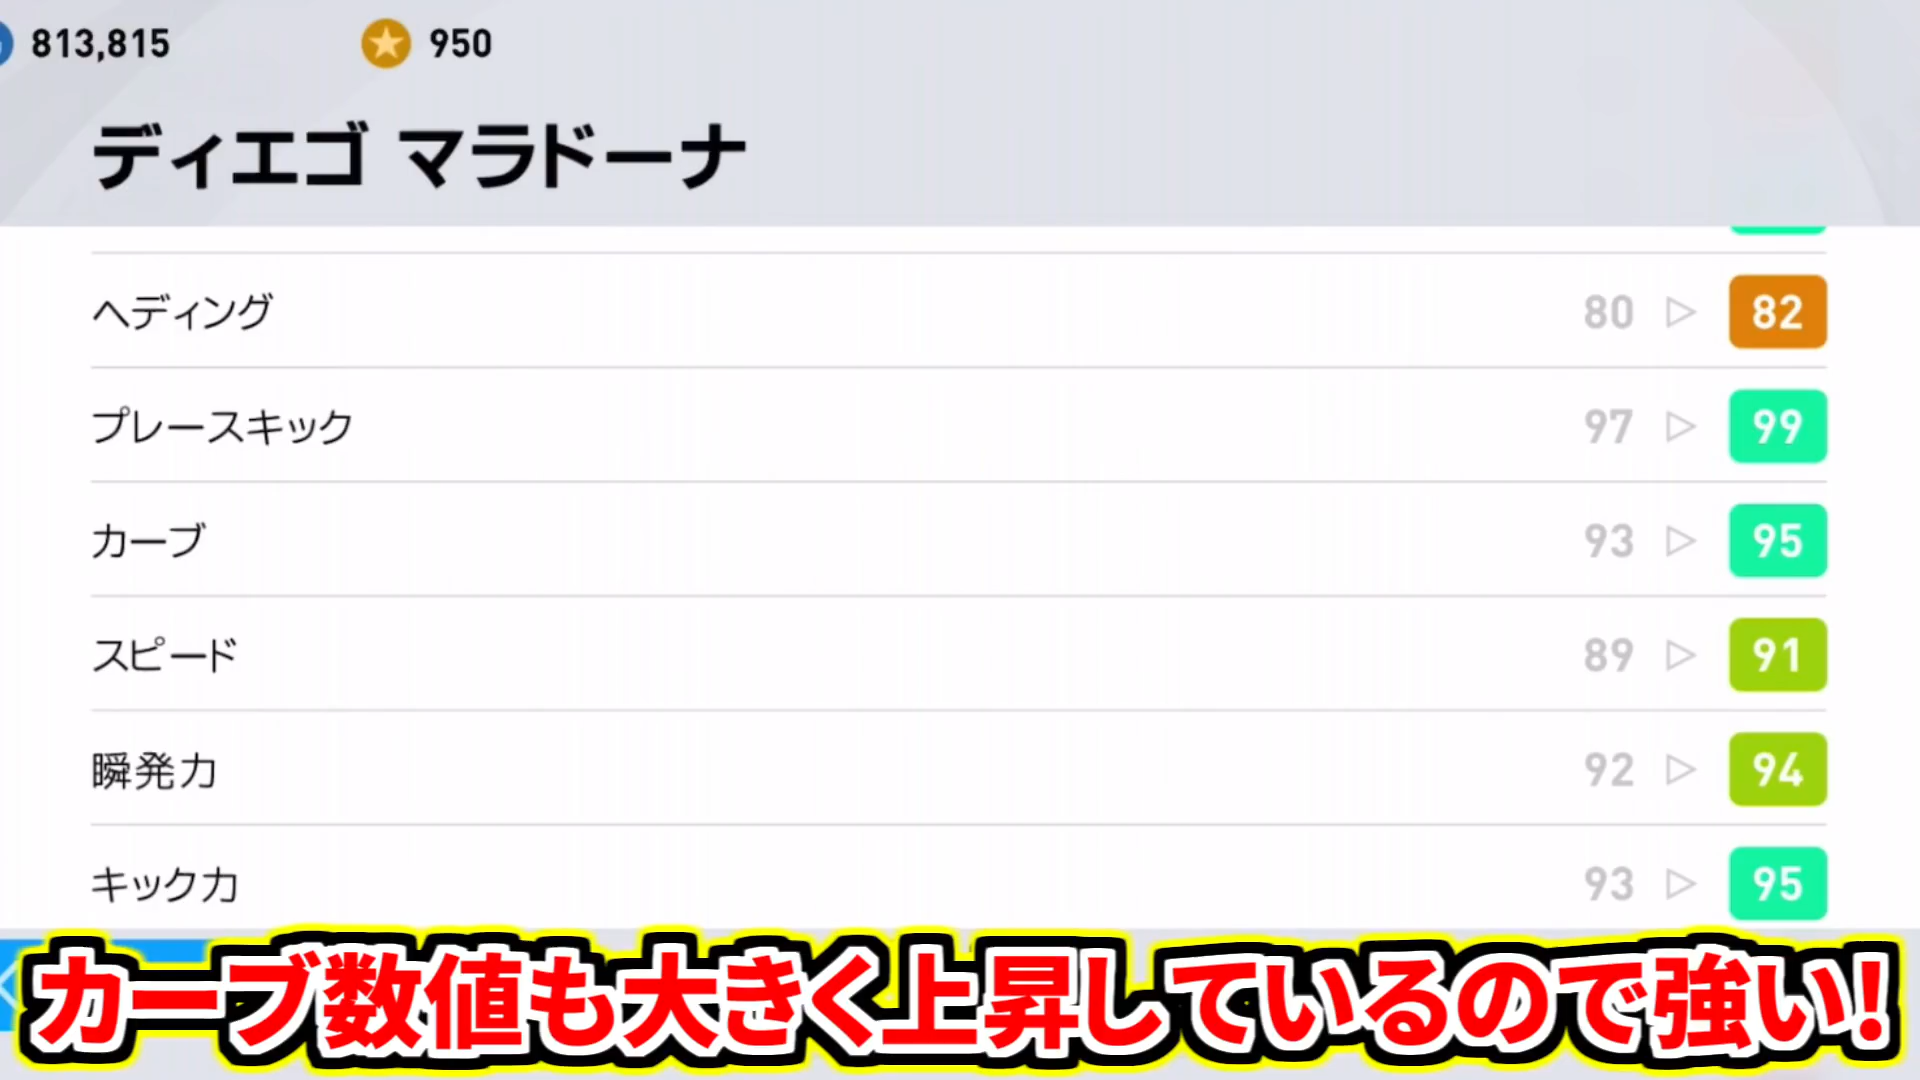 813,815 950
ディエゴ マラドーナ
ヘディング 80 ▷ 82
プレースキック 97 ▷ 99
カーブ 93 ▷ 95
スピード 89 ▷ 91
瞬発力 92 ▷ 94
キック力 93 ▷ 95
カーブ数値も大きく上昇しているので強い!